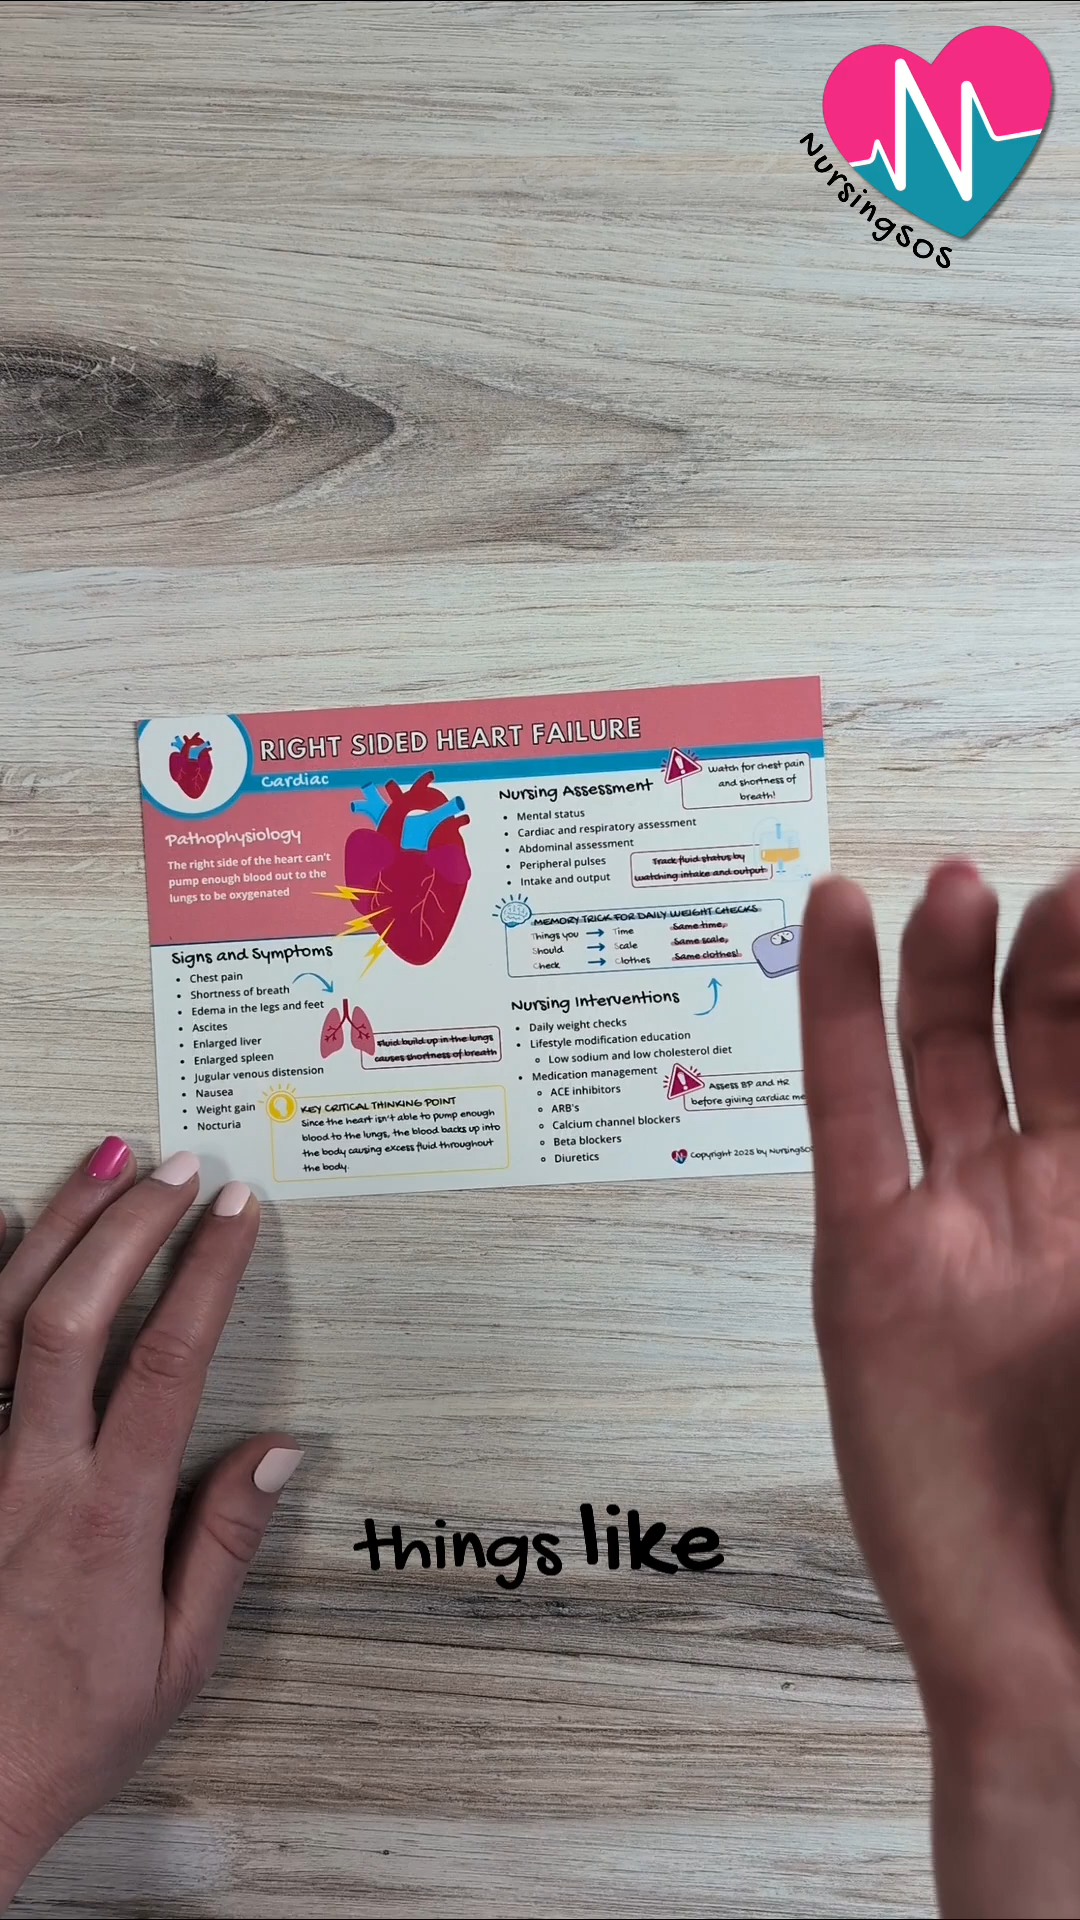 NursingSOS
RIGHT SIDED HEART FAILURE
Cardiac
Pathophysiology
The right side of the heart can't
pump enough blood out to the
lungs to be oxygenated
Signs and Symptoms
• Chest pain
• Shortness of breath
• Edema in the legs and feet
• Ascites
• Enlarged liver
• Enlarged spleen
• Jugular venous distension
• Nausea
• Weight gain
• Nocturia
Fluid build up in the lungs
causes shortness of breath
KEY CRITICAL THINKING POINT
Since the heart isn't able to pump enough
blood to the lungs, the blood backs up into
the body causing excess fluid throughout
the body.
Nursing Assessment
• Mental status
• Cardiac and respiratory assessment
• Abdominal assessment
• Peripheral pulses
• Intake and output
Watch for chest pain
and shortness of
breath!
Track fluid status by
watching intake and output
MEMORY TRICK FOR DAILY WEIGHT CHECKS
Things you → Time Same time,
Should → Scale Same scale,
Check → Clothes Same clothes!
Nursing Interventions
• Daily weight checks
• Lifestyle modification education
○ Low sodium and low cholesterol diet
• Medication management
○ ACE inhibitors
○ ARB's
○ Calcium channel blockers
○ Beta blockers
○ Diuretics
Assess BP and HR
before giving cardiac me
Copyright 2025 by NursingSO
things like